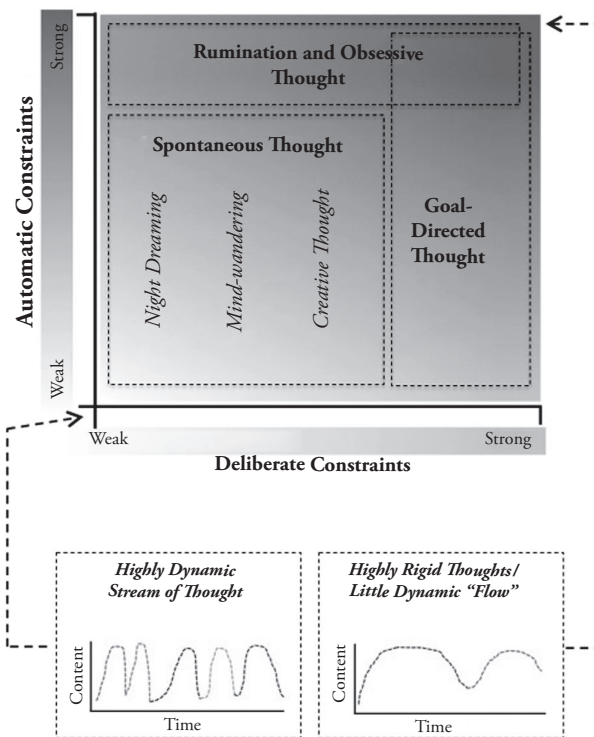 Strong
Automatic Constraints
Weak
Rumination and Obsessive
Thought
Spontaneous Thought
Night Dreaming
Mind-wandering
Creative Thought
Goal-
Directed
Thought
Weak
Strong
Deliberate Constraints
Highly Dynamic
Stream of Thought
Content
Time
Highly Rigid Thoughts/
Little Dynamic “Flow”
Content
Time